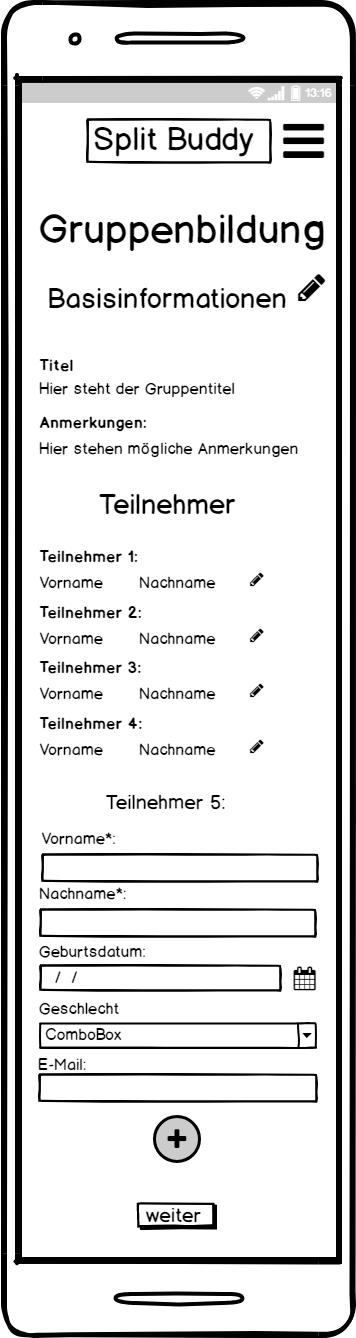 13:16
Split Buddy
Gruppenbildung
Basisinformationen
Titel
Hier steht der Gruppentitel
Anmerkungen:
Hier stehen mögliche Anmerkungen
Teilnehmer
Teilnehmer 1:
Vorname Nachname
Teilnehmer 2:
Vorname Nachname
Teilnehmer 3:
Vorname Nachname
Teilnehmer 4:
Vorname Nachname
Teilnehmer 5:
Vorname*:
Nachname*:
Geburtsdatum:
/ /
Geschlecht
ComboBox
E-Mail:
+
weiter